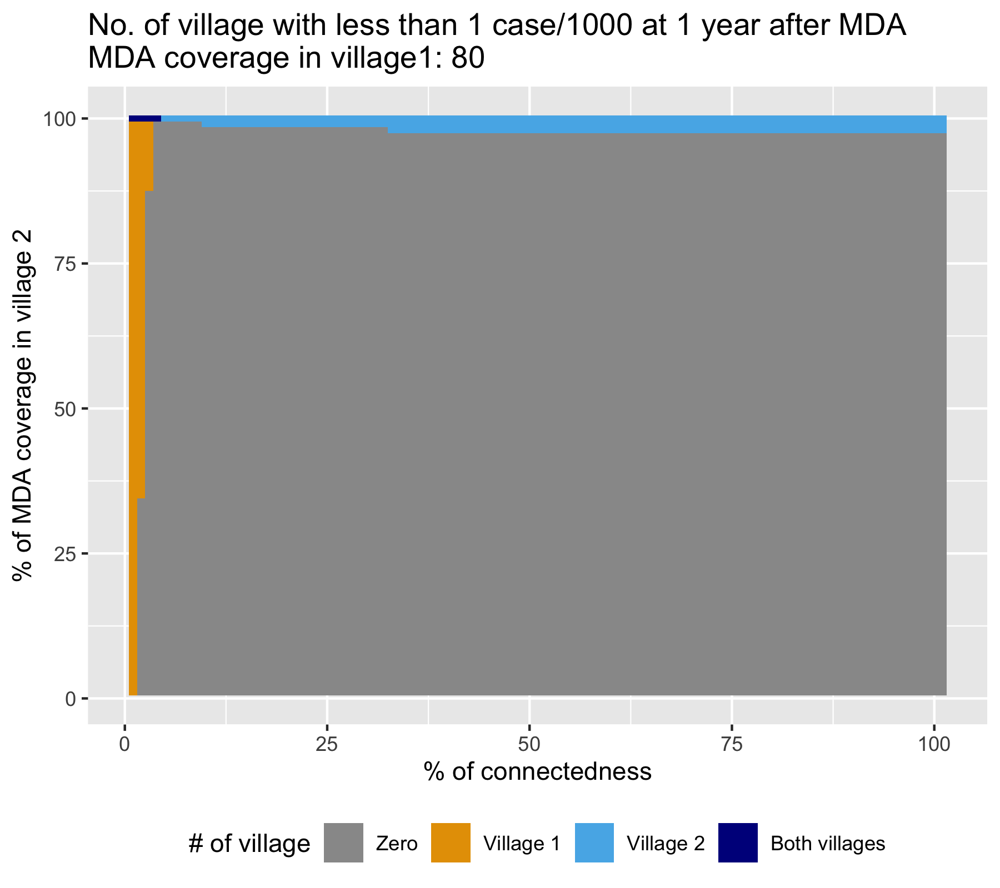 No. of village with less than 1 case/1000 at 1 year after MDA
MDA coverage in village1: 80
% of MDA coverage in village 2
100
75
50
25
0
0 25 50 75 100
% of connectedness
# of village Zero Village 1 Village 2 Both villages